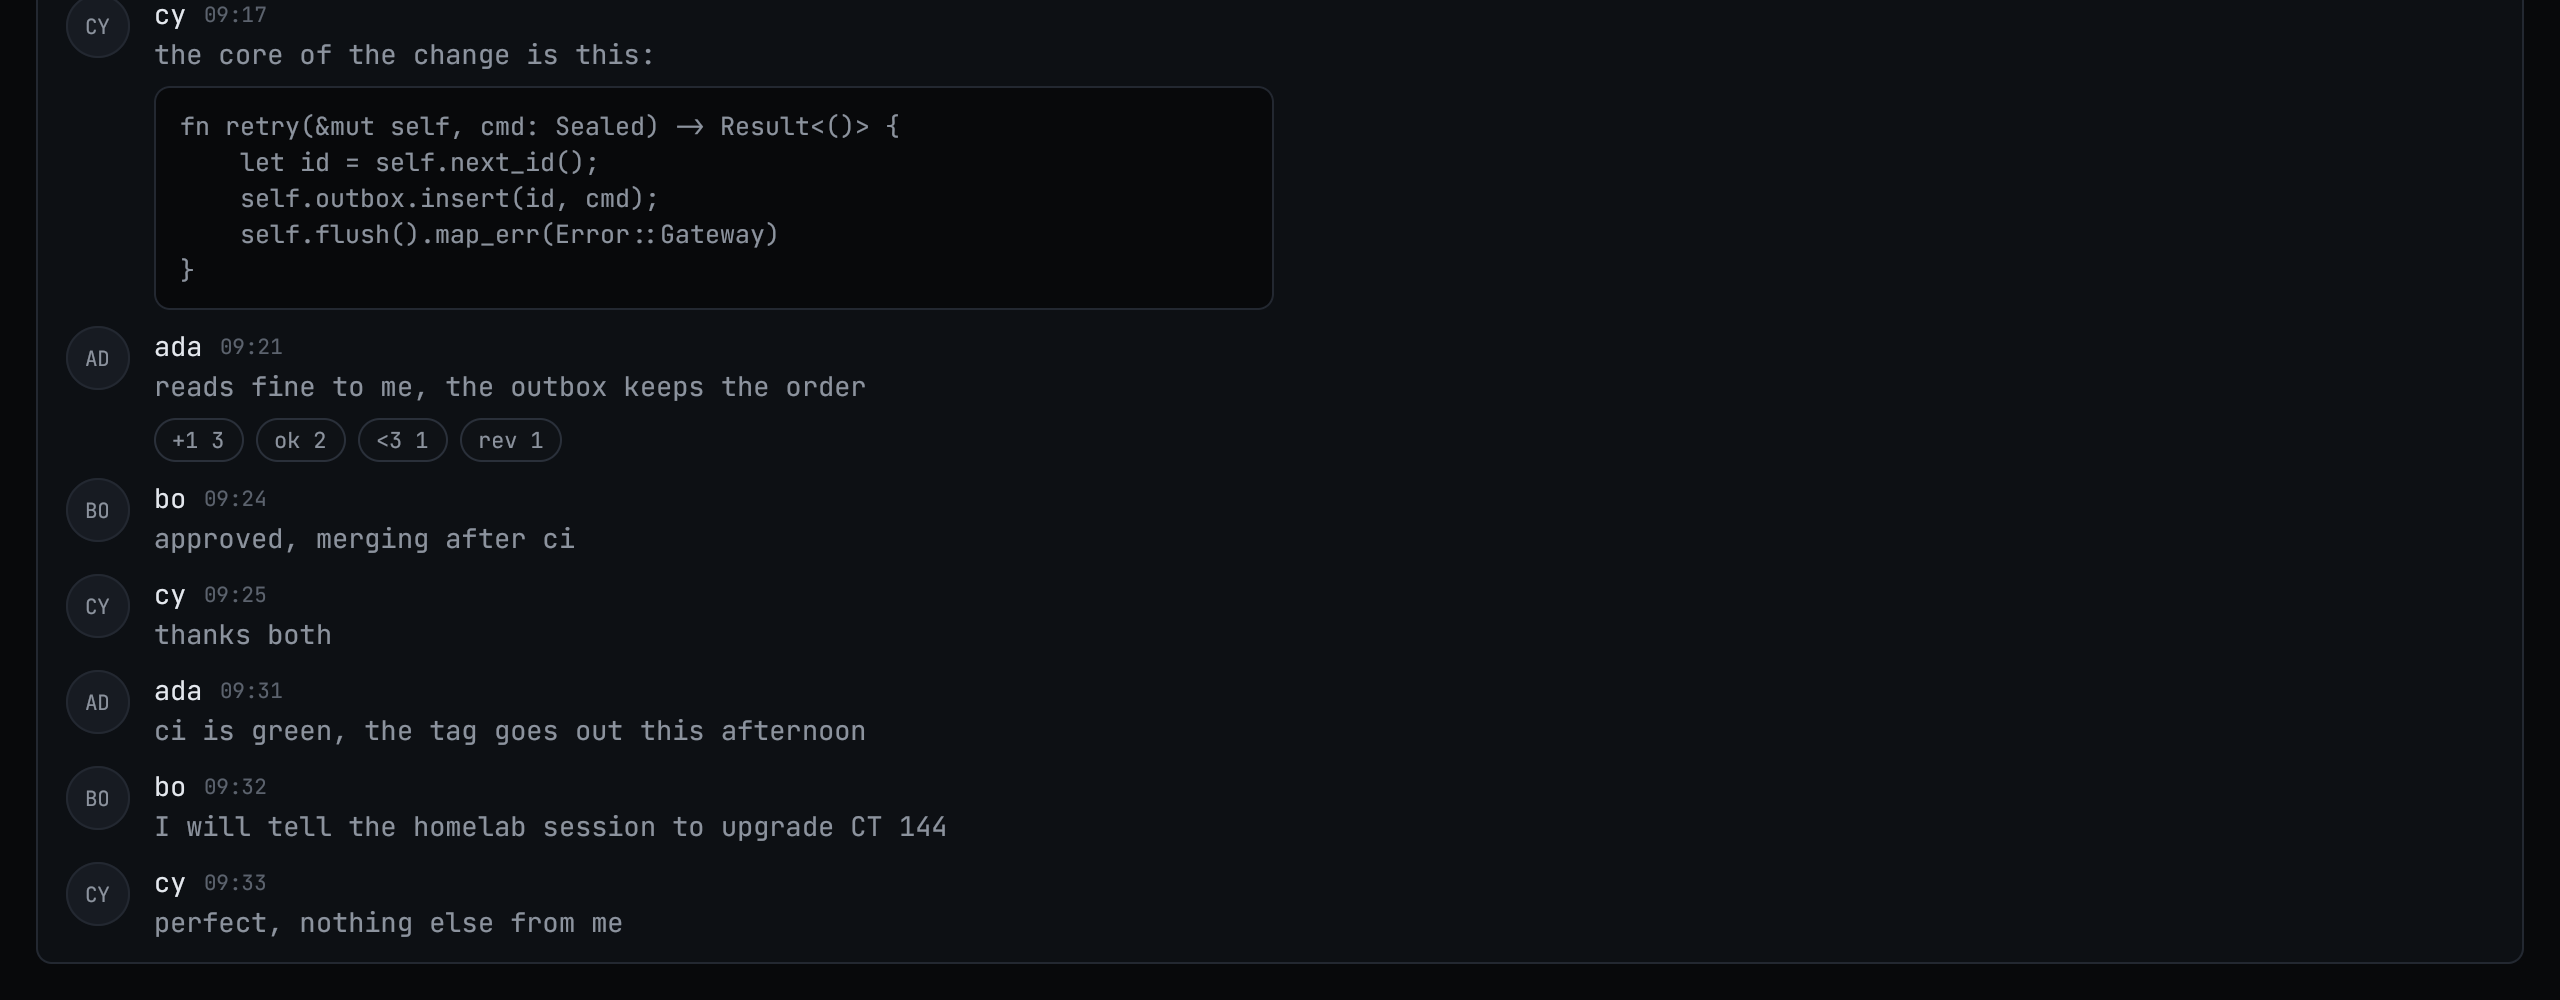 CY
cy 09:17
the core of the change is this:
fn retry(&mut self, cmd: Sealed) -> Result<()> {
    let id = self.next_id();
    self.outbox.insert(id, cmd);
    self.flush().map_err(Error::Gateway)
}
AD
ada 09:21
reads fine to me, the outbox keeps the order
+1 3 ok 2 <3 1 rev 1
BO
bo 09:24
approved, merging after ci
CY
cy 09:25
thanks both
AD
ada 09:31
ci is green, the tag goes out this afternoon
BO
bo 09:32
I will tell the homelab session to upgrade CT 144
CY
cy 09:33
perfect, nothing else from me